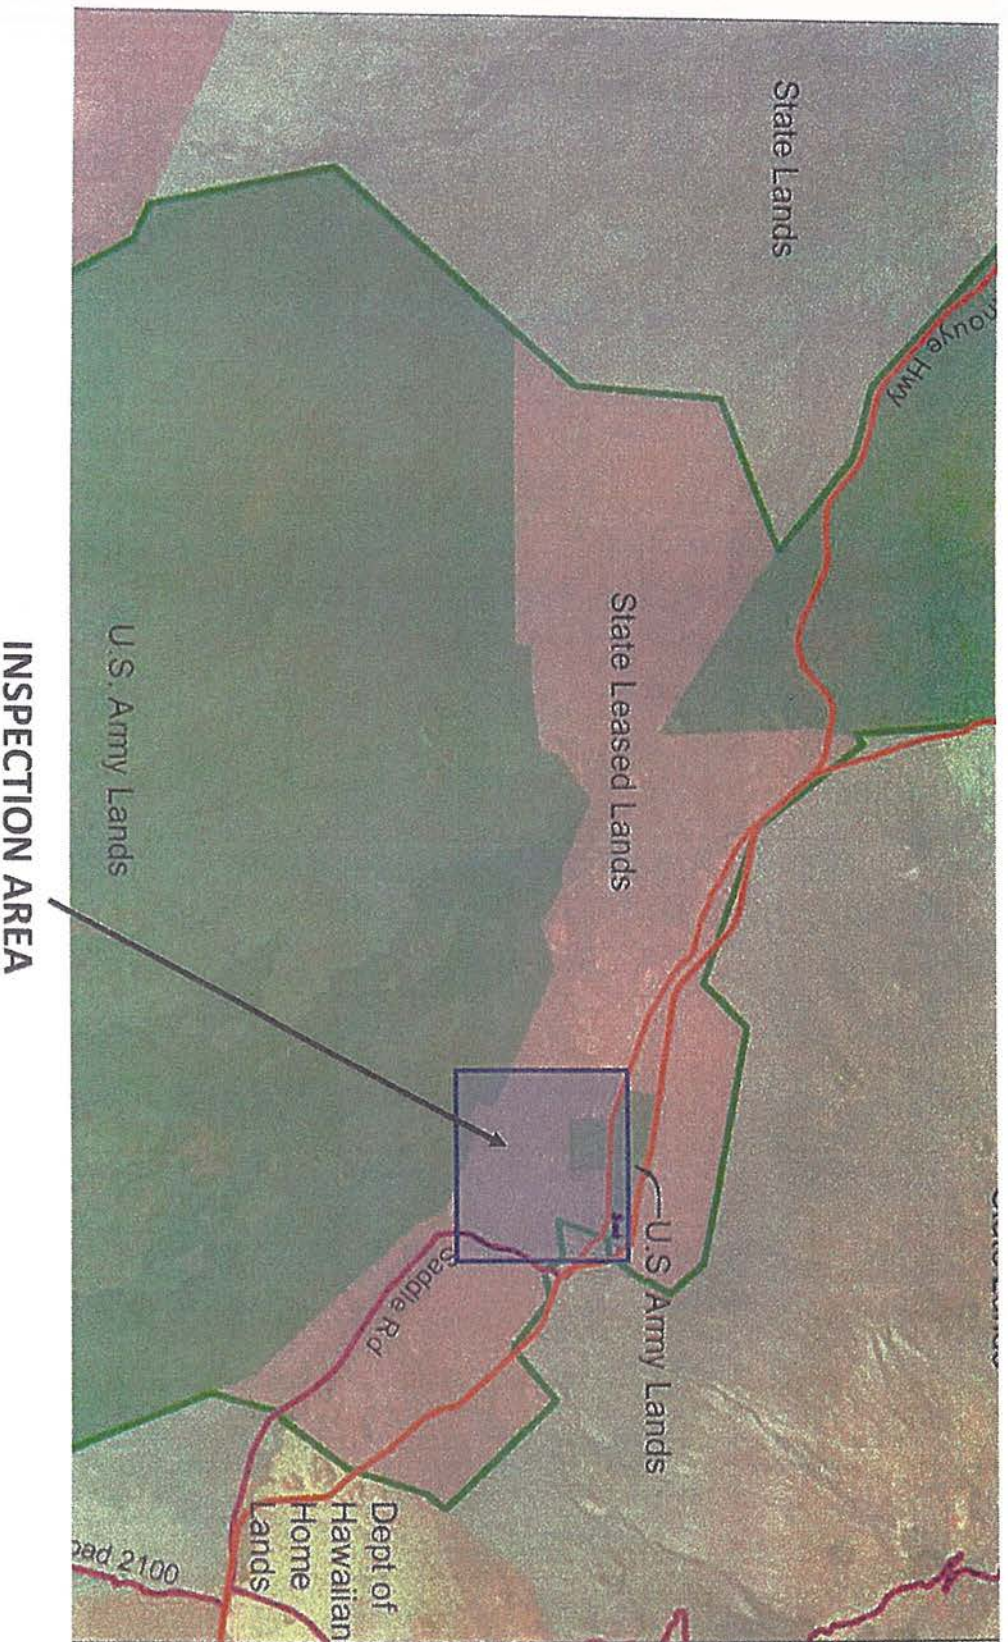 State Lands
nouye Hwy
State Leased Lands
U.S. Army Lands
U.S. Army Lands
Saddle Rd
Dept of
Hawaiian
Home
Lands
oad 2100
INSPECTION AREA